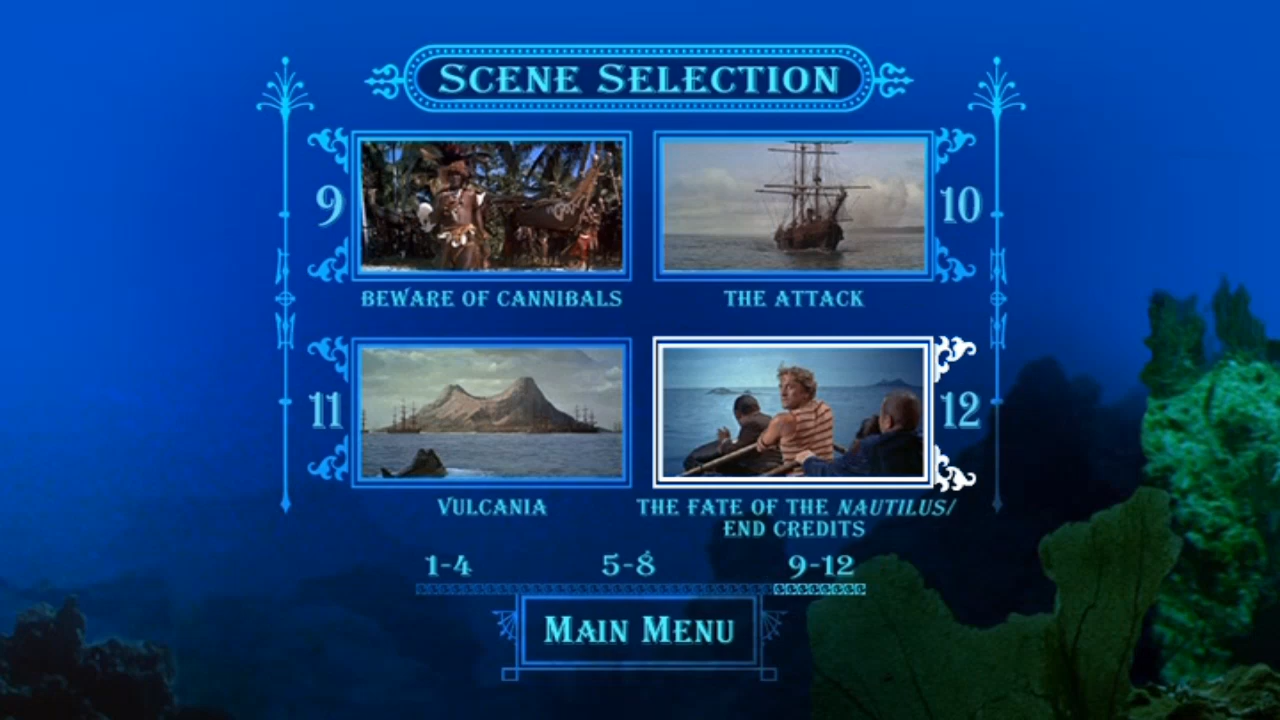 SCENE SELECTION
9
10
BEWARE OF CANNIBALS
THE ATTACK
11
12
VULCANIA
THE FATE OF THE NAUTILUS/
END CREDITS
1-4
5-8
9-12
MAIN MENU